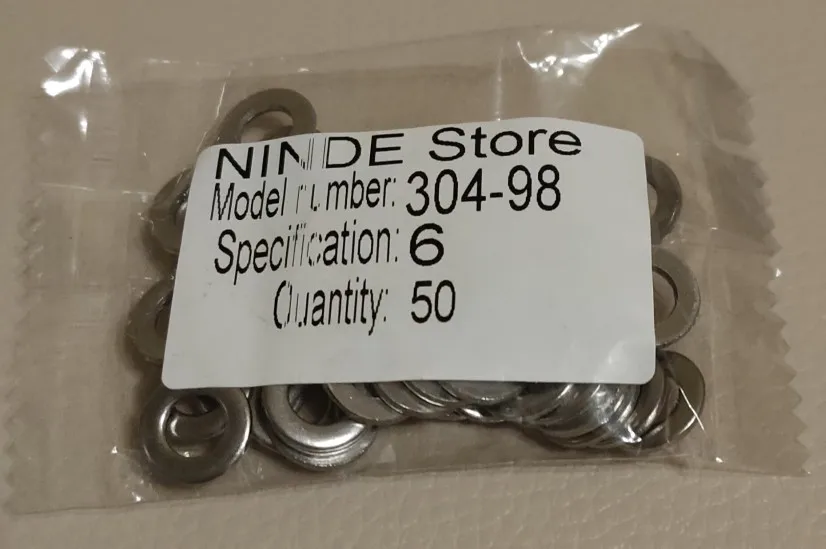 NINDE Store
Model number: 304-98
Specification: 6
Quantity: 50